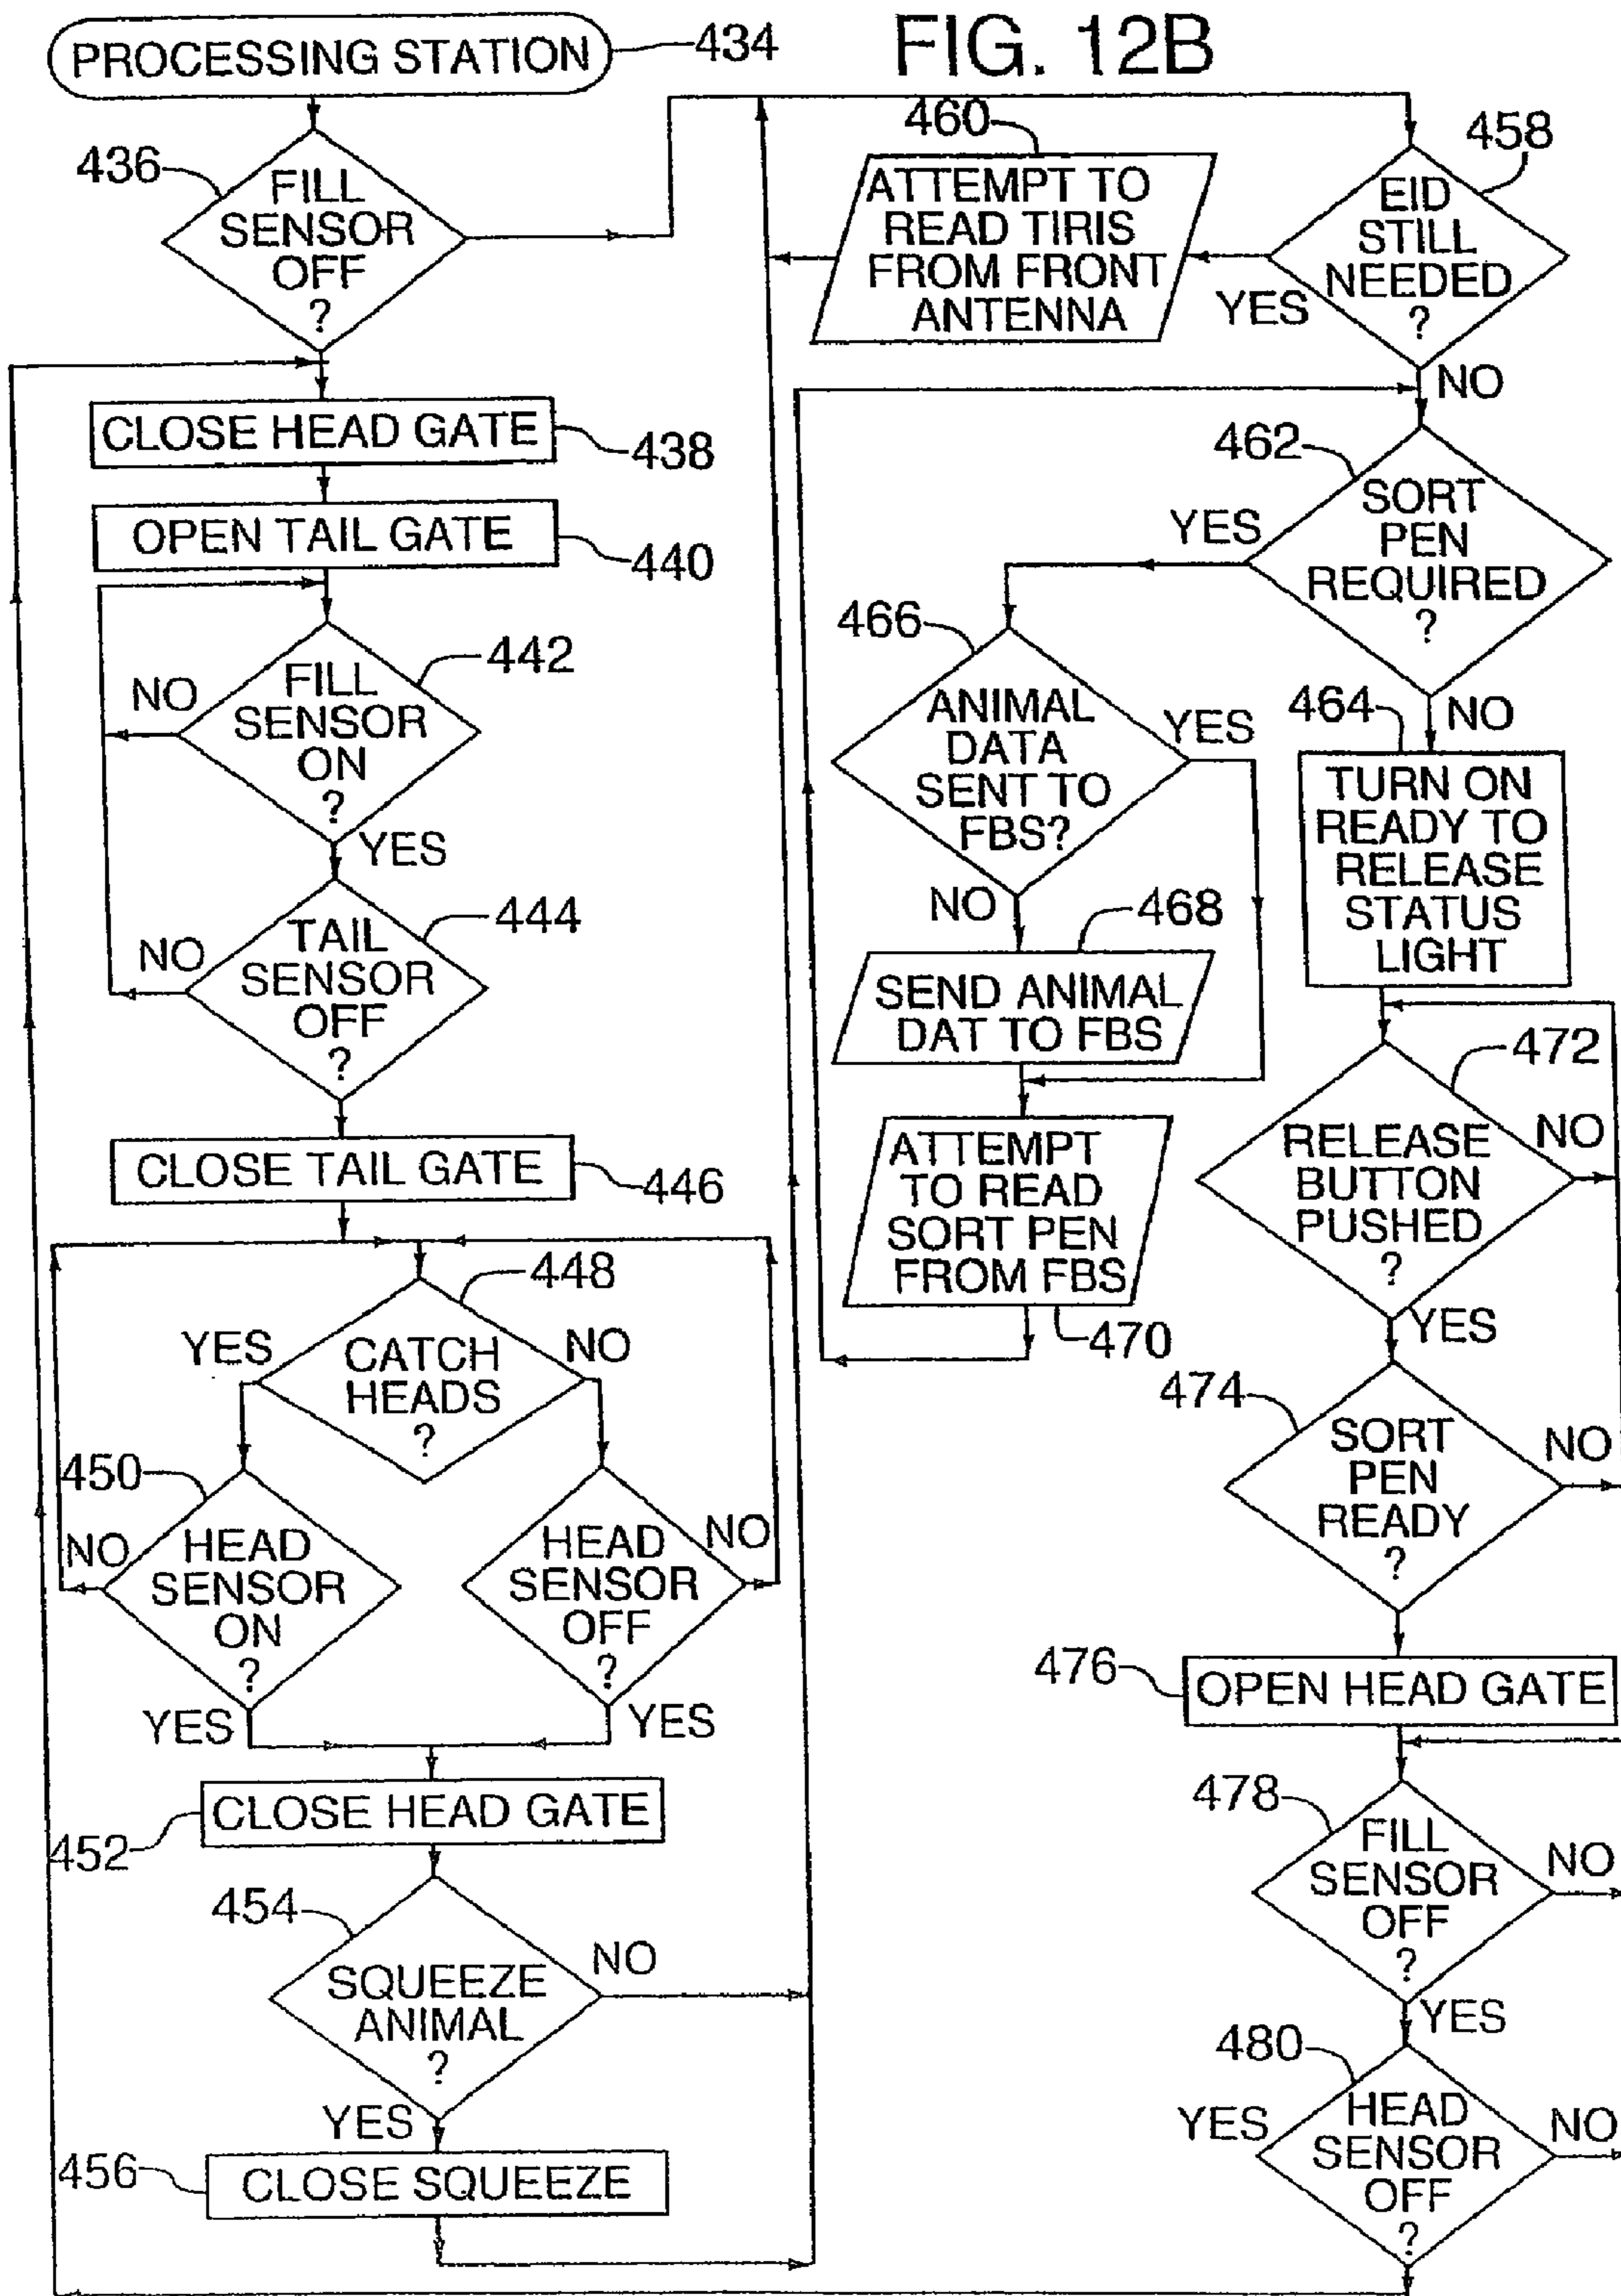 FIG. 12B
PROCESSING STATION
434
436
FILL
SENSOR
OFF
?
CLOSE HEAD GATE
438
OPEN TAIL GATE
440
442
FILL
SENSOR
ON
?
NO
YES
444
TAIL
SENSOR
OFF
?
NO
CLOSE TAIL GATE
446
448
YES
CATCH
HEADS
?
NO
450
NO
HEAD
SENSOR
ON
?
YES
HEAD
SENSOR
OFF
?
NO
YES
CLOSE HEAD GATE
452
454
SQUEEZE
ANIMAL
?
NO
YES
456
CLOSE SQUEEZE
460
ATTEMPT TO
READ TIRIS
FROM FRONT
ANTENNA
458
EID
STILL
NEEDED
?
YES
NO
462
SORT
PEN
REQUIRED
?
YES
NO
466
ANIMAL
DATA
SENT TO
FBS?
YES
NO
468
SEND ANIMAL
DAT TO FBS
ATTEMPT
TO READ
SORT PEN
FROM FBS
470
464
TURN ON
READY TO
RELEASE
STATUS
LIGHT
472
RELEASE
BUTTON
PUSHED
?
NO
YES
474
SORT
PEN
READY
?
NO
476
OPEN HEAD GATE
478
FILL
SENSOR
OFF
?
NO
YES
480
YES
HEAD
SENSOR
OFF
?
NO